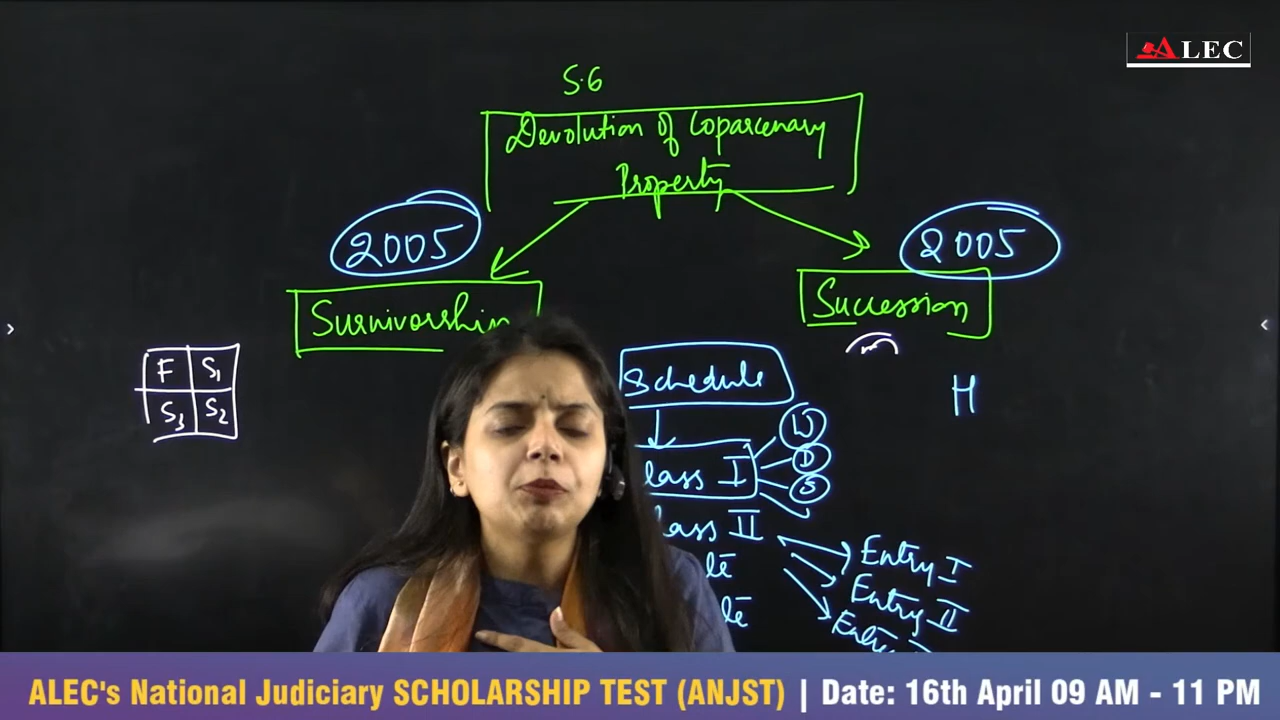 ALEC
S.6
Devolution of Coparcenary
Property
2005
2005
Survivorship
Sucession
F S1
S3 S2
Schedule
H
W
D
S
lass I
lass II
Entry I
Entry II
ALEC's National Judiciary SCHOLARSHIP TEST (ANJST) | Date: 16th April 09 AM - 11 PM